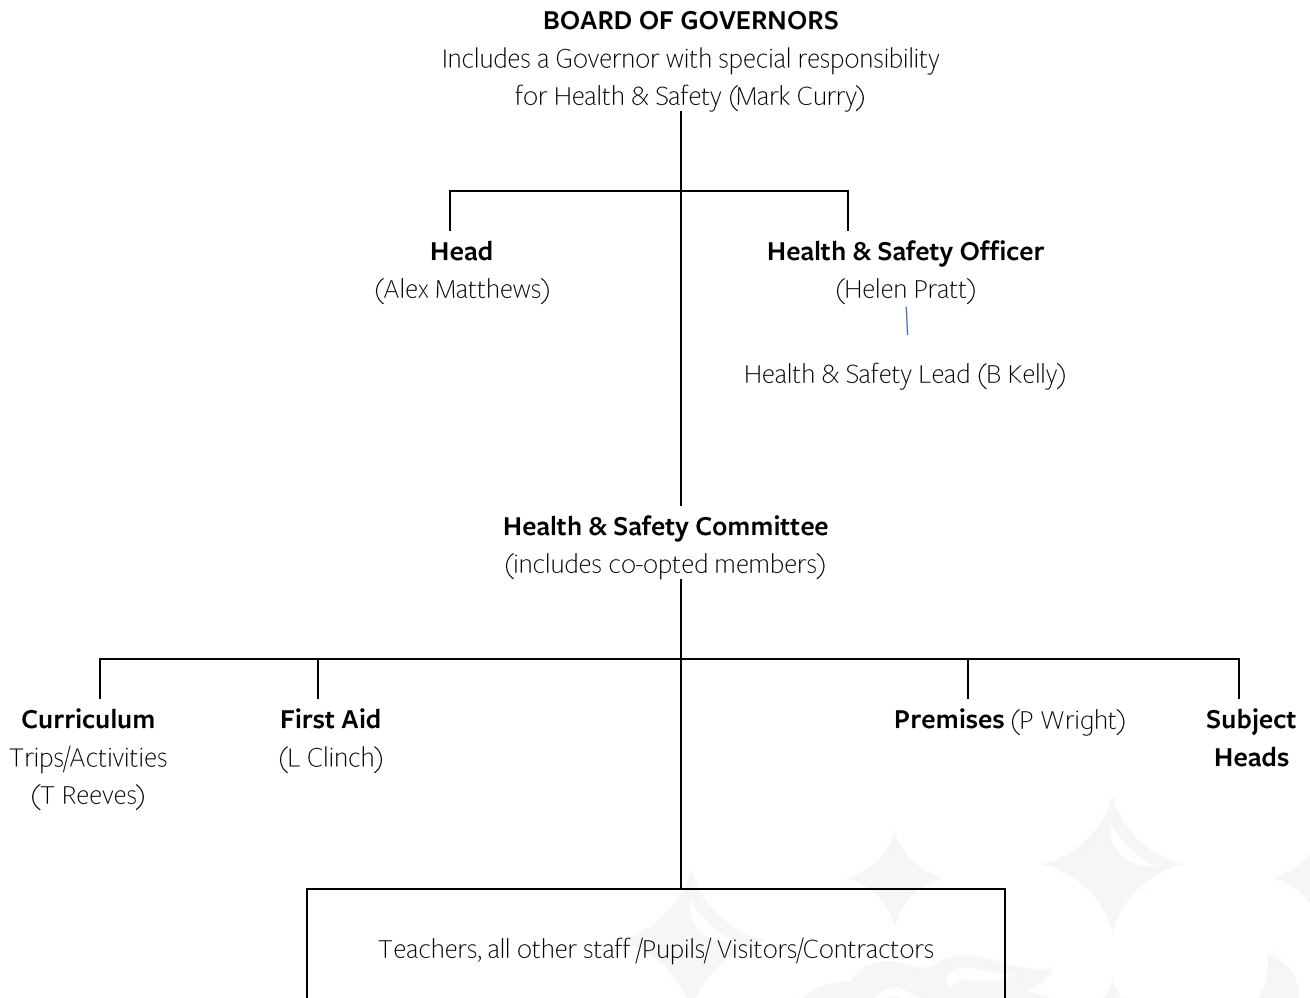 BOARD OF GOVERNORS
Includes a Governor with special responsibility
for Health & Safety (Mark Curry)
Head
(Alex Matthews)
Health & Safety Officer
(Helen Pratt)
Health & Safety Lead (B Kelly)
Health & Safety Committee
(includes co-opted members)
Curriculum
Trips/Activities
(T Reeves)
First Aid
(L Clinch)
Premises (P Wright)
Subject
Heads
Teachers, all other staff /Pupils/ Visitors/Contractors